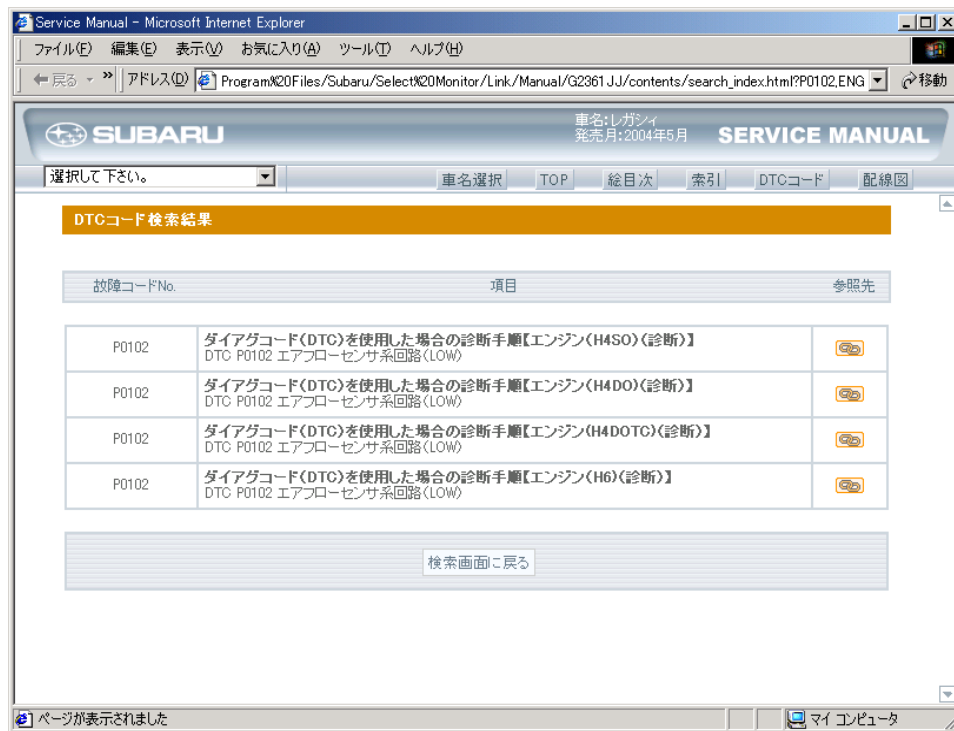 Service Manual - Microsoft Internet Explorer
ファイル(F) 編集(E) 表示(V) お気に入り(A) ツール(T) ヘルプ(H)
戻る » アドレス(D) Program%20Files/Subaru/Select%20Monitor/Link/Manual/G2361JJ/contents/search_index.html?P0102,ENG 移動
SUBARU
車名:レガシィ
発売月:2004年5月
SERVICE MANUAL
選択して下さい。
車名選択 TOP 絵目次 索引 DTCコード 配線図
DTCコード検索結果
故障コードNo. 項目 参照先
P0102 ダイアグコード(DTC)を使用した場合の診断手順【エンジン(H4SO)(診断)】
DTC P0102 エアフローセンサ系回路(LOW)
P0102 ダイアグコード(DTC)を使用した場合の診断手順【エンジン(H4DO)(診断)】
DTC P0102 エアフローセンサ系回路(LOW)
P0102 ダイアグコード(DTC)を使用した場合の診断手順【エンジン(H4DOTC)(診断)】
DTC P0102 エアフローセンサ系回路(LOW)
P0102 ダイアグコード(DTC)を使用した場合の診断手順【エンジン(H6)(診断)】
DTC P0102 エアフローセンサ系回路(LOW)
検索画面に戻る
ページが表示されました マイ コンピュータ